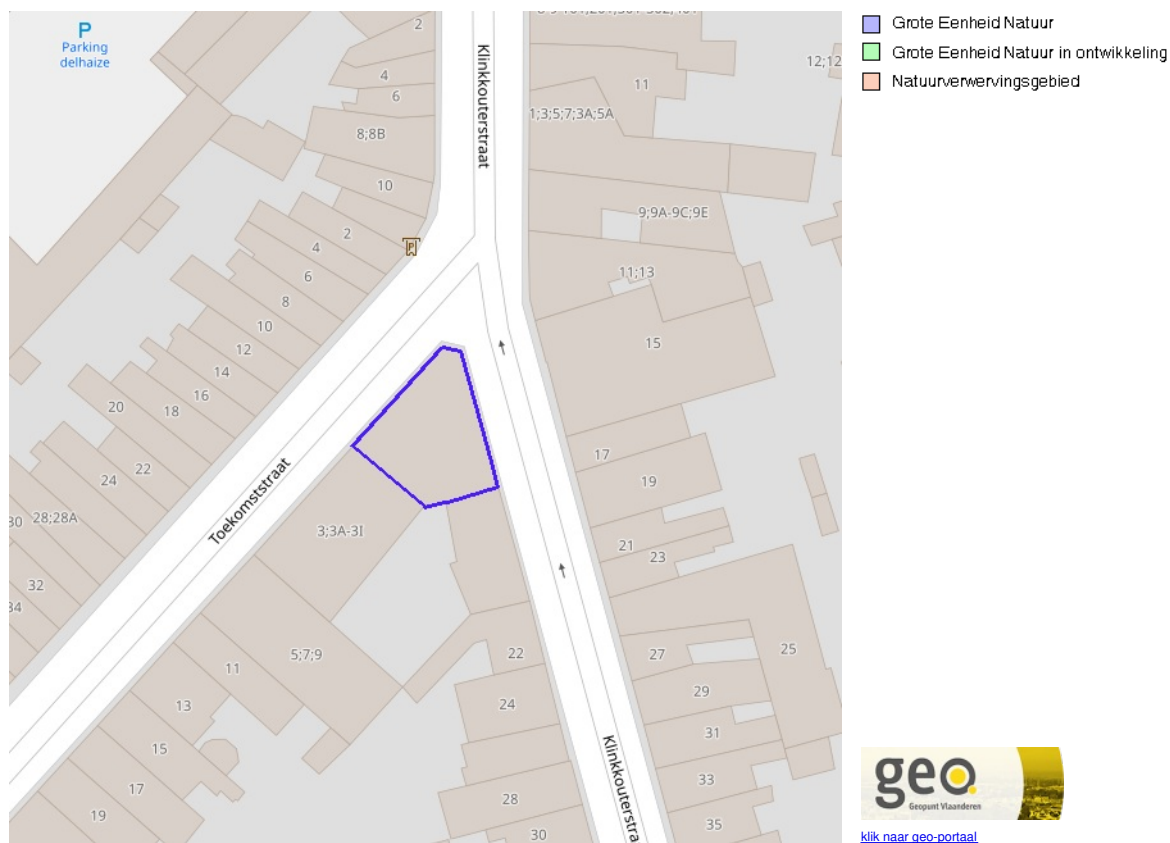 P
Parking
delhaize
Klinkkouterstraat
2
4
6
8;8B
10
2
4
6
8
10
12
14
16
18
20
22
24
28;28A
30
32
34
P
11
12;12
1;3;5;7;3A;5A
9;9A-9C;9E
11;13
15
17
19
21
23
25
27
29
31
33
35
Toekomststraat
3;3A-3I
5;7;9
11
13
15
17
19
22
24
28
30
Klinkkouterstra
Grote Eenheid Natuur
Grote Eenheid Natuur in ontwikkeling
Natuurverwervingsgebied
geo
Geopunt Vlaanderen
klik naar geo-portaal